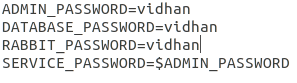 ADMIN_PASSWORD=vidhan
DATABASE_PASSWORD=vidhan
RABBIT_PASSWORD=vidhan
SERVICE_PASSWORD=$ADMIN_PASSWORD